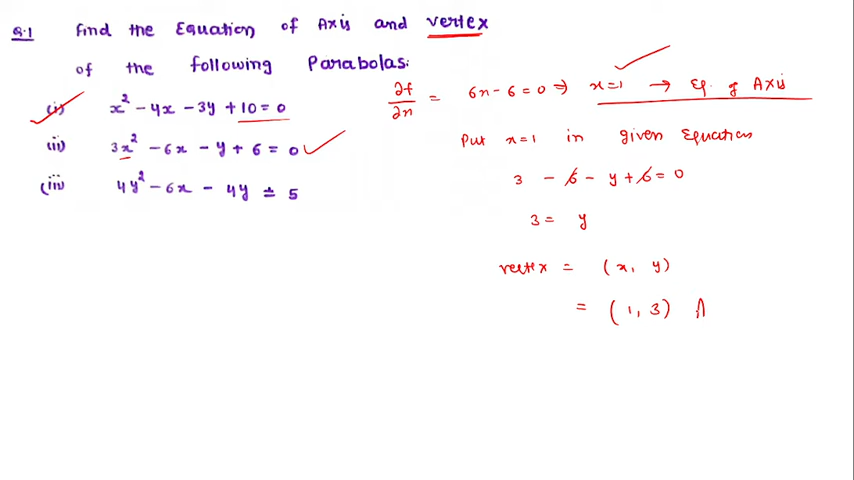 Q.1 Find the Equation of Axis and vertex
of the following Parabolas:
(i) x² - 4x - 3y + 10 = 0
(ii) 3x² - 6x - y + 6 = 0
(iii) 4y² - 6x - 4y = 5
∂f/∂x = 6x - 6 = 0 ⇒ x = 1 → Eq. of Axis
Put x = 1 in given Equation
3 - 6 - y + 6 = 0
3 = y
vertex = (x, y)
= (1, 3)